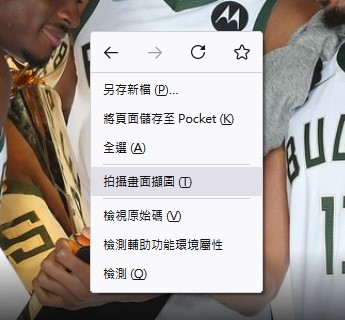 另存新檔 (P)...
將頁面儲存至 Pocket (K)
全選 (A)
拍攝畫面擷圖 (T)
檢視原始碼 (V)
檢測輔助功能環境屬性
檢測 (Q)
BUC
1